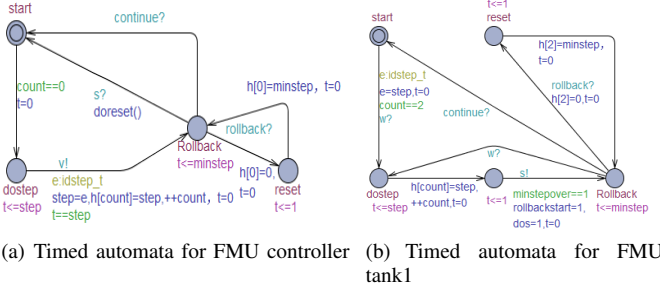 start
continue?
count==0
t=0
s?
doreset()
h[0]=minstep, t=0
rollback?
Rollback
t<=minstep
v!
e:idstep_t
step=e,h[count]=step,++count, t=0
t==step
h[0]=0,
t=0
dostep
t<=step
reset
t<=1
(a) Timed automata for FMU controller
t<=1
start
reset
h[2]=minstep,
t=0
e:idstep_t
e=step,t=0
count==2
w?
rollback?
h[2]=0,t=0
continue?
w?
s!
dostep
t<=step
h[count]=step,
++count,t=0
t<=1
minstepover==1
rollbackstart=1,
dos=1,t=0
Rollback
t<=minstep
(b) Timed automata for FMU
tank1